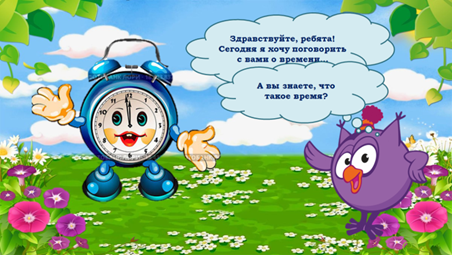 Здравствуйте, ребята!
Сегодня я хочу поговорить
с вами о времени...
А вы знаете, что
такое время?